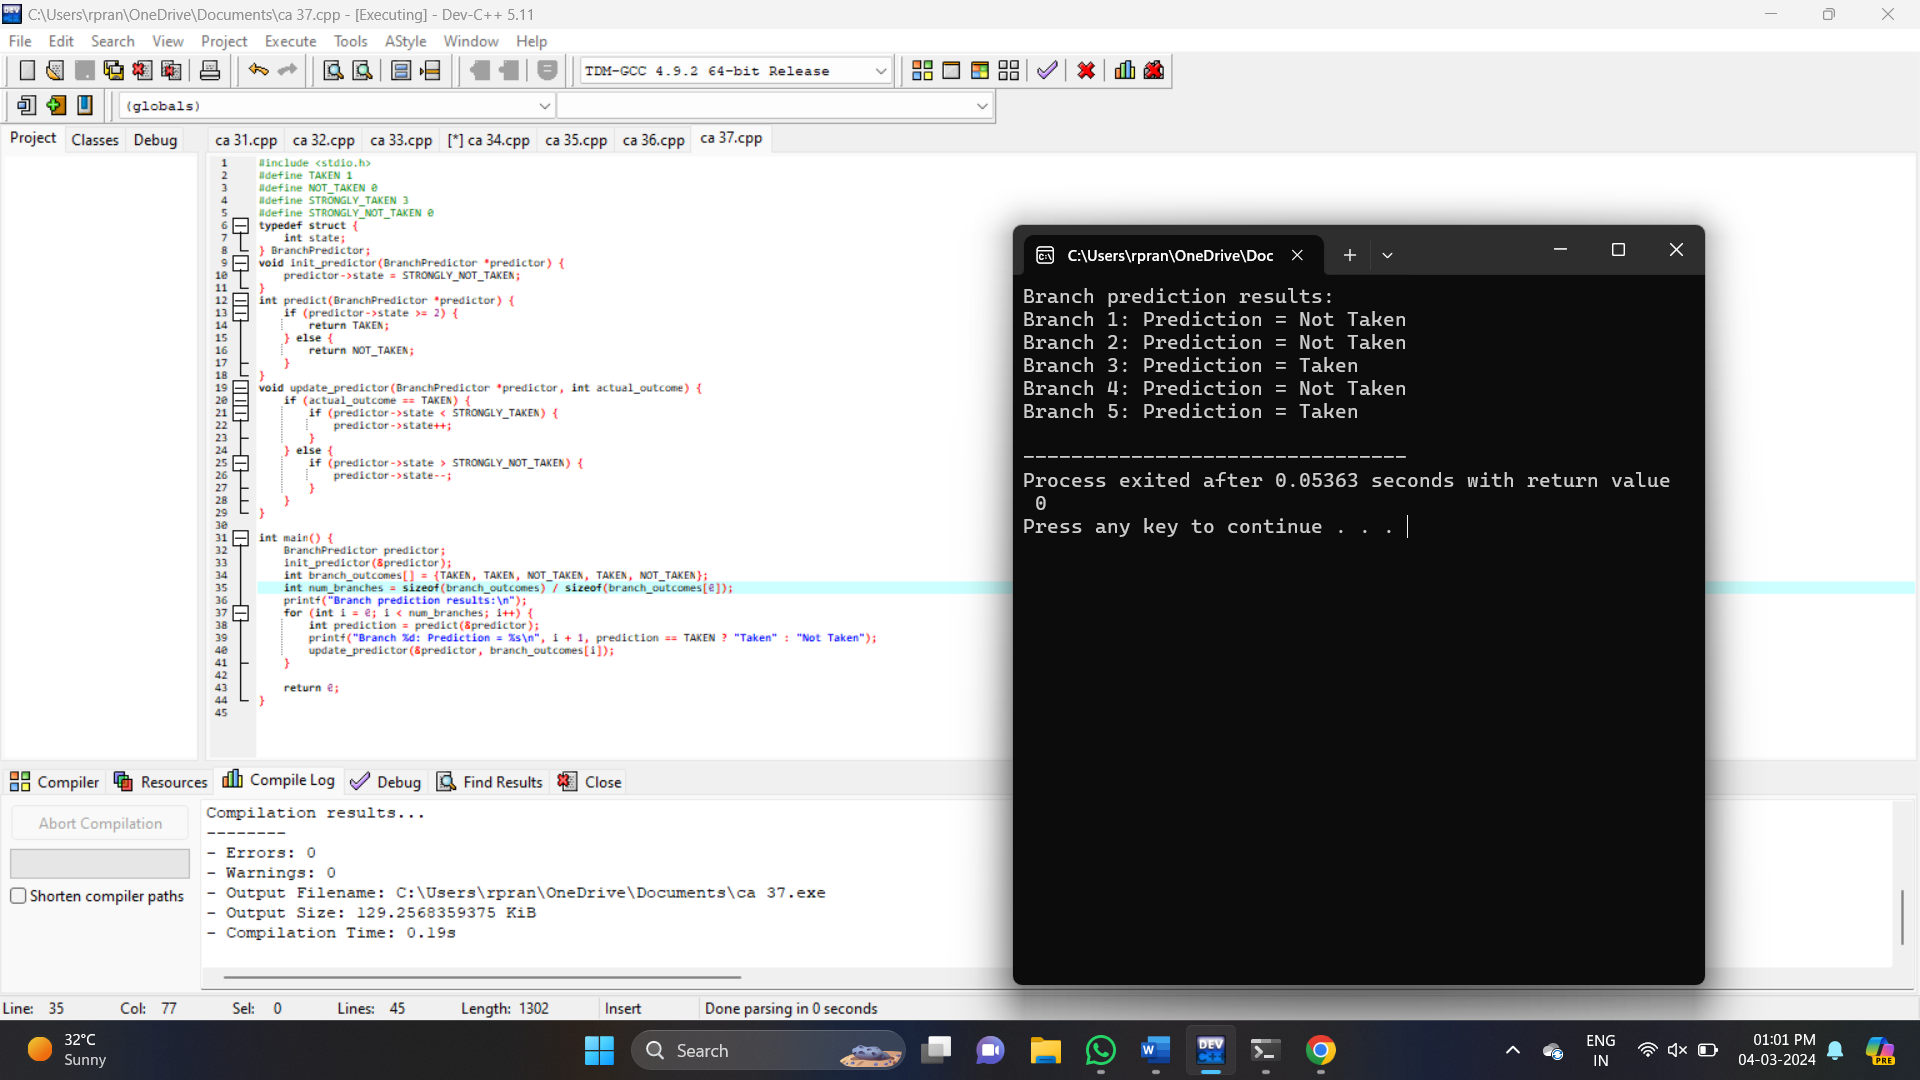 C:\Users\rpran\OneDrive\Documents\ca 37.cpp - [Executing] - Dev-C++ 5.11
File Edit Search View Project Execute Tools AStyle Window Help
TDM-GCC 4.9.2 64-bit Release
(globals)
Project Classes Debug
ca 31.cpp ca 32.cpp ca 33.cpp [*] ca 34.cpp ca 35.cpp ca 36.cpp ca 37.cpp
1 #include <stdio.h>
2 #define TAKEN 1
3 #define NOT_TAKEN 0
4 #define STRONGLY_TAKEN 3
5 #define STRONGLY_NOT_TAKEN 0
6 typedef struct {
7 int state;
8 } BranchPredictor;
9 void init_predictor(BranchPredictor *predictor) {
10 predictor->state = STRONGLY_NOT_TAKEN;
11 }
12 int predict(BranchPredictor *predictor) {
13 if (predictor->state >= 2) {
14 return TAKEN;
15 } else {
16 return NOT_TAKEN;
17 }
18 }
19 void update_predictor(BranchPredictor *predictor, int actual_outcome) {
20 if (actual_outcome == TAKEN) {
21 if (predictor->state < STRONGLY_TAKEN) {
22 predictor->state++;
23 }
24 } else {
25 if (predictor->state > STRONGLY_NOT_TAKEN) {
26 predictor->state--;
27 }
28 }
29 }
30
31 int main() {
32 BranchPredictor predictor;
33 init_predictor(&predictor);
34 int branch_outcomes[] = {TAKEN, TAKEN, NOT_TAKEN, TAKEN, NOT_TAKEN};
35 int num_branches = sizeof(branch_outcomes) / sizeof(branch_outcomes[0]);
36 printf("Branch prediction results:\n");
37 for (int i = 0; i < num_branches; i++) {
38 int prediction = predict(&predictor);
39 printf("Branch %d: Prediction = %s\n", i + 1, prediction == TAKEN ? "Taken" : "Not Taken");
40 update_predictor(&predictor, branch_outcomes[i]);
41 }
42
43 return 0;
44 }
45
C:\Users\rpran\OneDrive\Doc
Branch prediction results:
Branch 1: Prediction = Not Taken
Branch 2: Prediction = Not Taken
Branch 3: Prediction = Taken
Branch 4: Prediction = Not Taken
Branch 5: Prediction = Taken
--------------------------------
Process exited after 0.05363 seconds with return value
0
Press any key to continue . . .
Compiler Resources Compile Log Debug Find Results Close
Abort Compilation
Shorten compiler paths
Compilation results...
--------
- Errors: 0
- Warnings: 0
- Output Filename: C:\Users\rpran\OneDrive\Documents\ca 37.exe
- Output Size: 129.2568359375 KiB
- Compilation Time: 0.19s
Line: 35 Col: 77 Sel: 0 Lines: 45 Length: 1302 Insert Done parsing in 0 seconds
32°C
Sunny
Search
DEV
ENG
IN
01:01 PM
04-03-2024
PRE